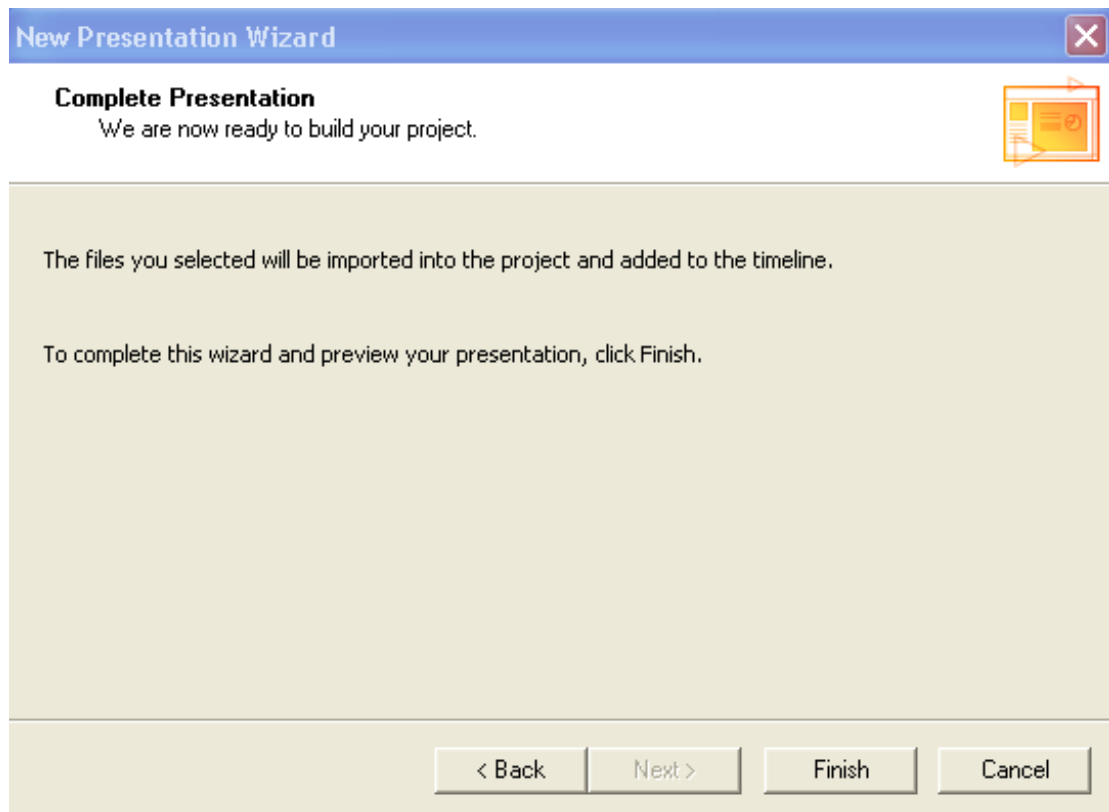 New Presentation Wizard
Complete Presentation
We are now ready to build your project.
The files you selected will be imported into the project and added to the timeline.
To complete this wizard and preview your presentation, click Finish.
< Back Next > Finish Cancel